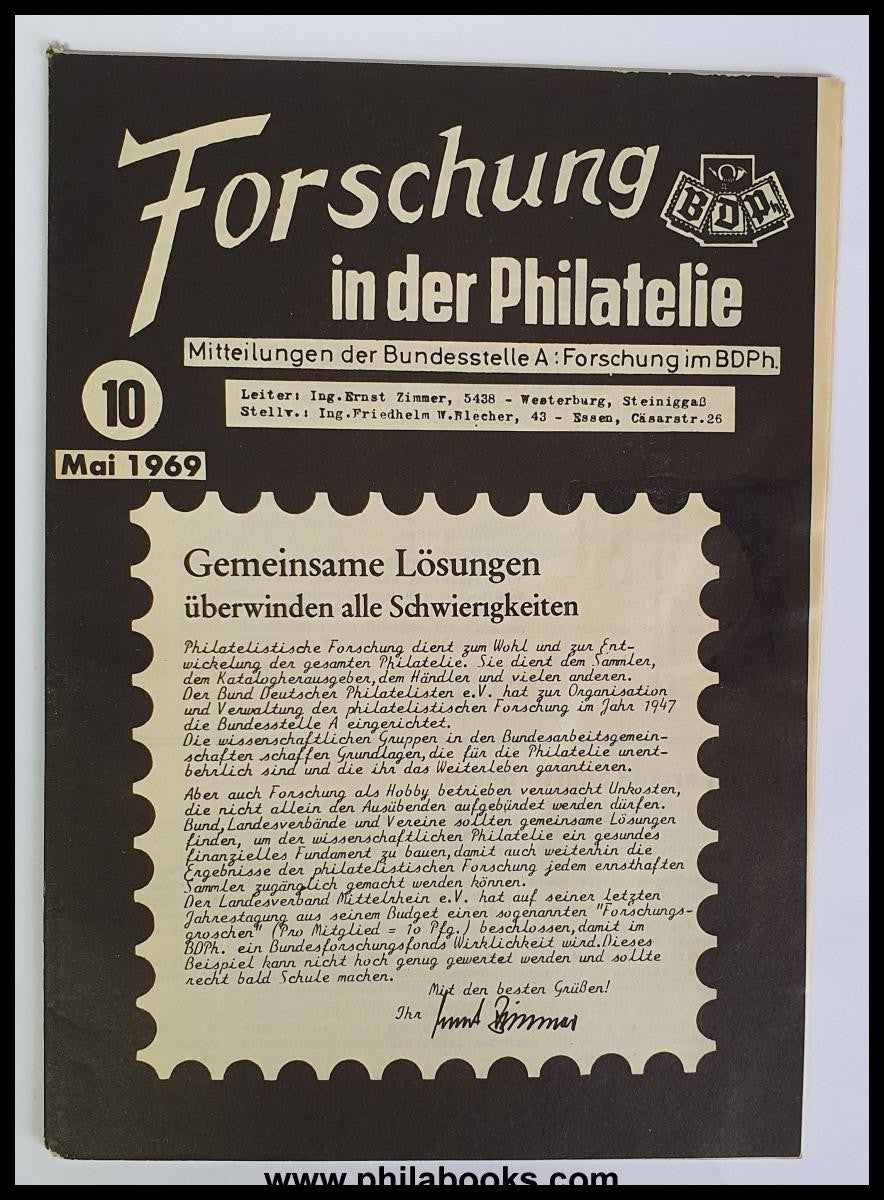 Forschung
BDPh
in der Philatelie
Mitteilungen der Bundesstelle A: Forschung im BDPh.
10
Leiter: Ing.Ernst Zimmer, 5438 - Westerburg, Steiniggaß
Stellv.: Ing.Friedhelm W.Blecher, 43 - Essen, Cäsarstr.26
Mai 1969
Gemeinsame Lösungen
überwinden alle Schwierigkeiten
Philatelistische Forschung dient zum Wohl und zur Ent-
wickelung der gesamten Philatelie. Sie dient dem Sammler,
dem Katalogherausgeber, dem Händler und vielen anderen.
Der Bund Deutscher Philatelisten e.V. hat zur Organisation
und Verwaltung der philatelistischen Forschung im Jahr 1947
die Bundesstelle A eingerichtet.
Die wissenschaftlichen Gruppen in den Bundesarbeitsgemein-
schaften schaffen Grundlagen, die für die Philatelie unent-
behrlich sind und die ihr das Weiterleben garantieren.
Aber auch Forschung als Hobby betrieben verursacht Unkosten,
die nicht allein den Ausübenden aufgebündet werden dürfen.
Bund, Landesverbände und Vereine sollten gemeinsame Lösungen
finden, um der wissenschaftlichen Philatelie ein gesundes
finanzielles Fundament zu bauen, damit auch weiterhin die
Ergebnisse der philatelistischen Forschung jedem ernsthaften
Sammler zugänglich gemacht werden können.
Der Landesverband Mittelrhein e.V. hat auf seiner letzten
Jahrestagung aus seinem Budget einen sogenannten "Forschungs-
groschen" (Pro Mitglied = 1o Pfg.) beschlossen, damit im
BDPh. ein Bundesforschungsfonds Wirklichkeit wird. Dieses
Beispiel kann nicht hoch genug gewertet werden und sollte
recht bald Schule machen.
Mit den besten Grüßen!
Ihr Ernst Zimmer
www.philabooks.com